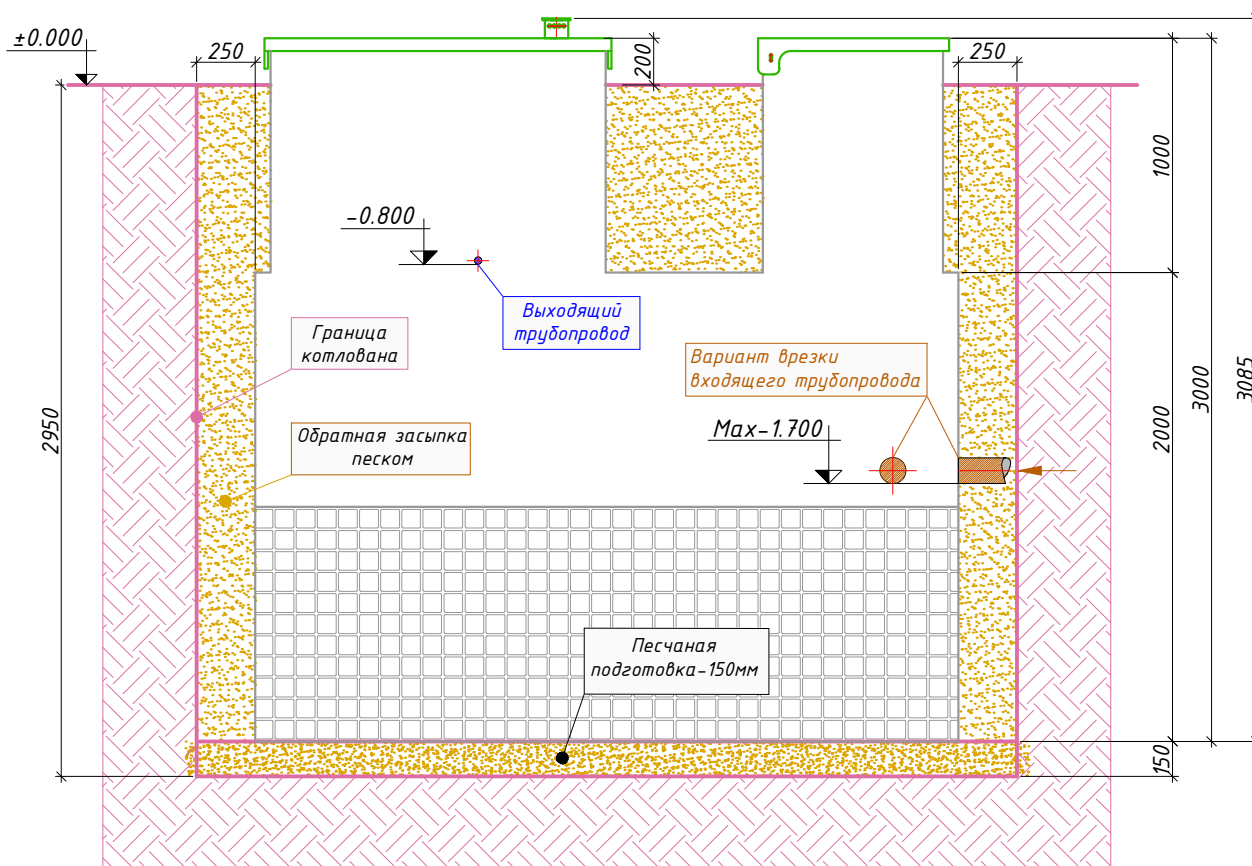 ±0.000
250
200
250
1000
-0.800
Выходящий
трубопровод
Граница
котлована
Вариант врезки
входящего трубопровода
2950
Обратная засыпка
песком
Max-1.700
2000
3000
3085
Песчаная
подготовка-150мм
150